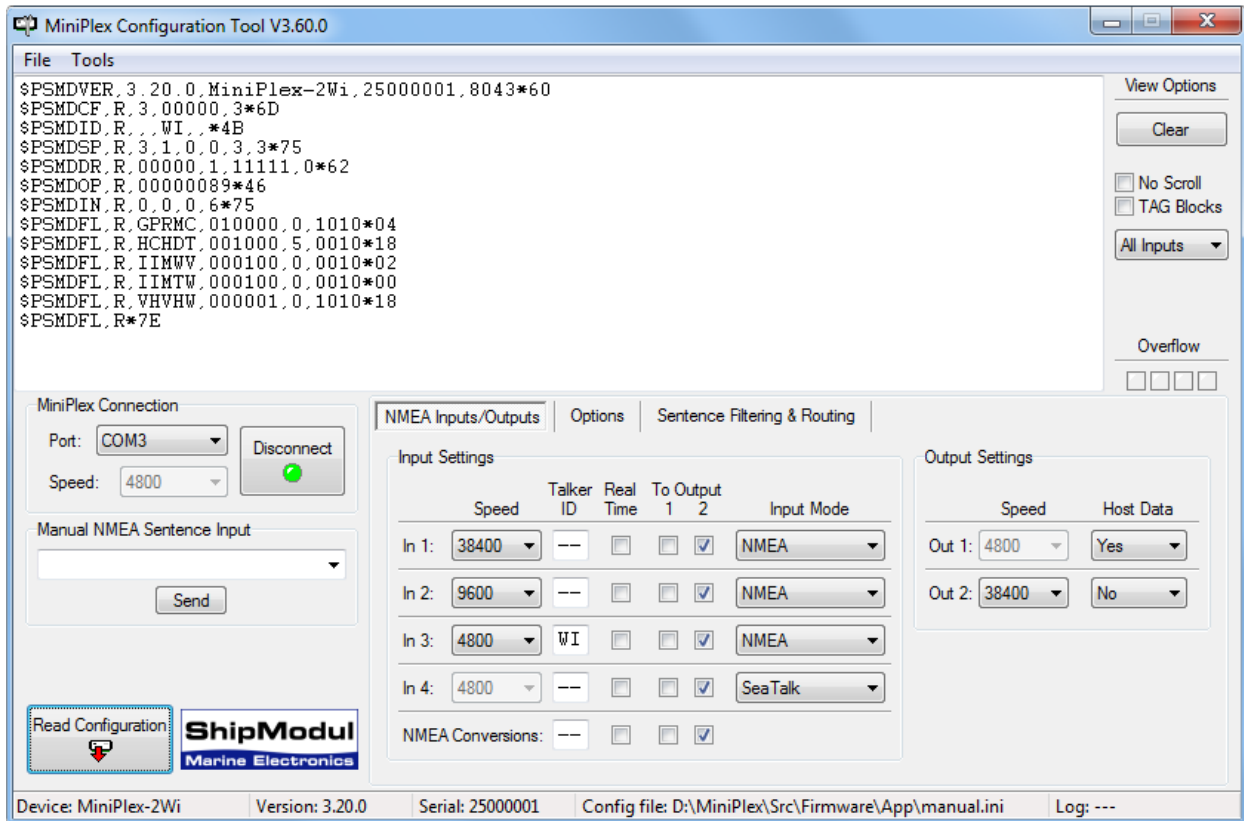 MiniPlex Configuration Tool V3.60.0
File Tools
$PSMDVER,3.20.0,MiniPlex-2Wi,25000001,8043*60
$PSMDCF,R,3,00000,3*6D
$PSMDID,R,,,WI,,*4B
$PSMDSP,R,3,1,0,0,3,3*75
$PSMDDR,R,00000,1,11111,0*62
$PSMDOP,R,00000089*46
$PSMDIN,R,0,0,0,6*75
$PSMDFL,R,GPRMC,010000,0,1010*04
$PSMDFL,R,HCHDT,001000,5,0010*18
$PSMDFL,R,IIMWV,000100,0,0010*02
$PSMDFL,R,IIMTW,000100,0,0010*00
$PSMDFL,R,VHVHW,000001,0,1010*18
$PSMDFL,R*7E
View Options
Clear
No Scroll
TAG Blocks
All Inputs
Overflow
MiniPlex Connection
Port: COM3
Speed: 4800
Disconnect
Manual NMEA Sentence Input
Send
Read Configuration
ShipModul
Marine Electronics
NMEA Inputs/Outputs Options Sentence Filtering & Routing
Input Settings
Talker Real To Output
Speed ID Time 1 2 Input Mode
In 1: 38400 -- NMEA
In 2: 9600 -- NMEA
In 3: 4800 WI NMEA
In 4: 4800 -- SeaTalk
NMEA Conversions: --
Output Settings
Speed Host Data
Out 1: 4800 Yes
Out 2: 38400 No
Device: MiniPlex-2Wi Version: 3.20.0 Serial: 25000001 Config file: D:\MiniPlex\Src\Firmware\App\manual.ini Log: ---